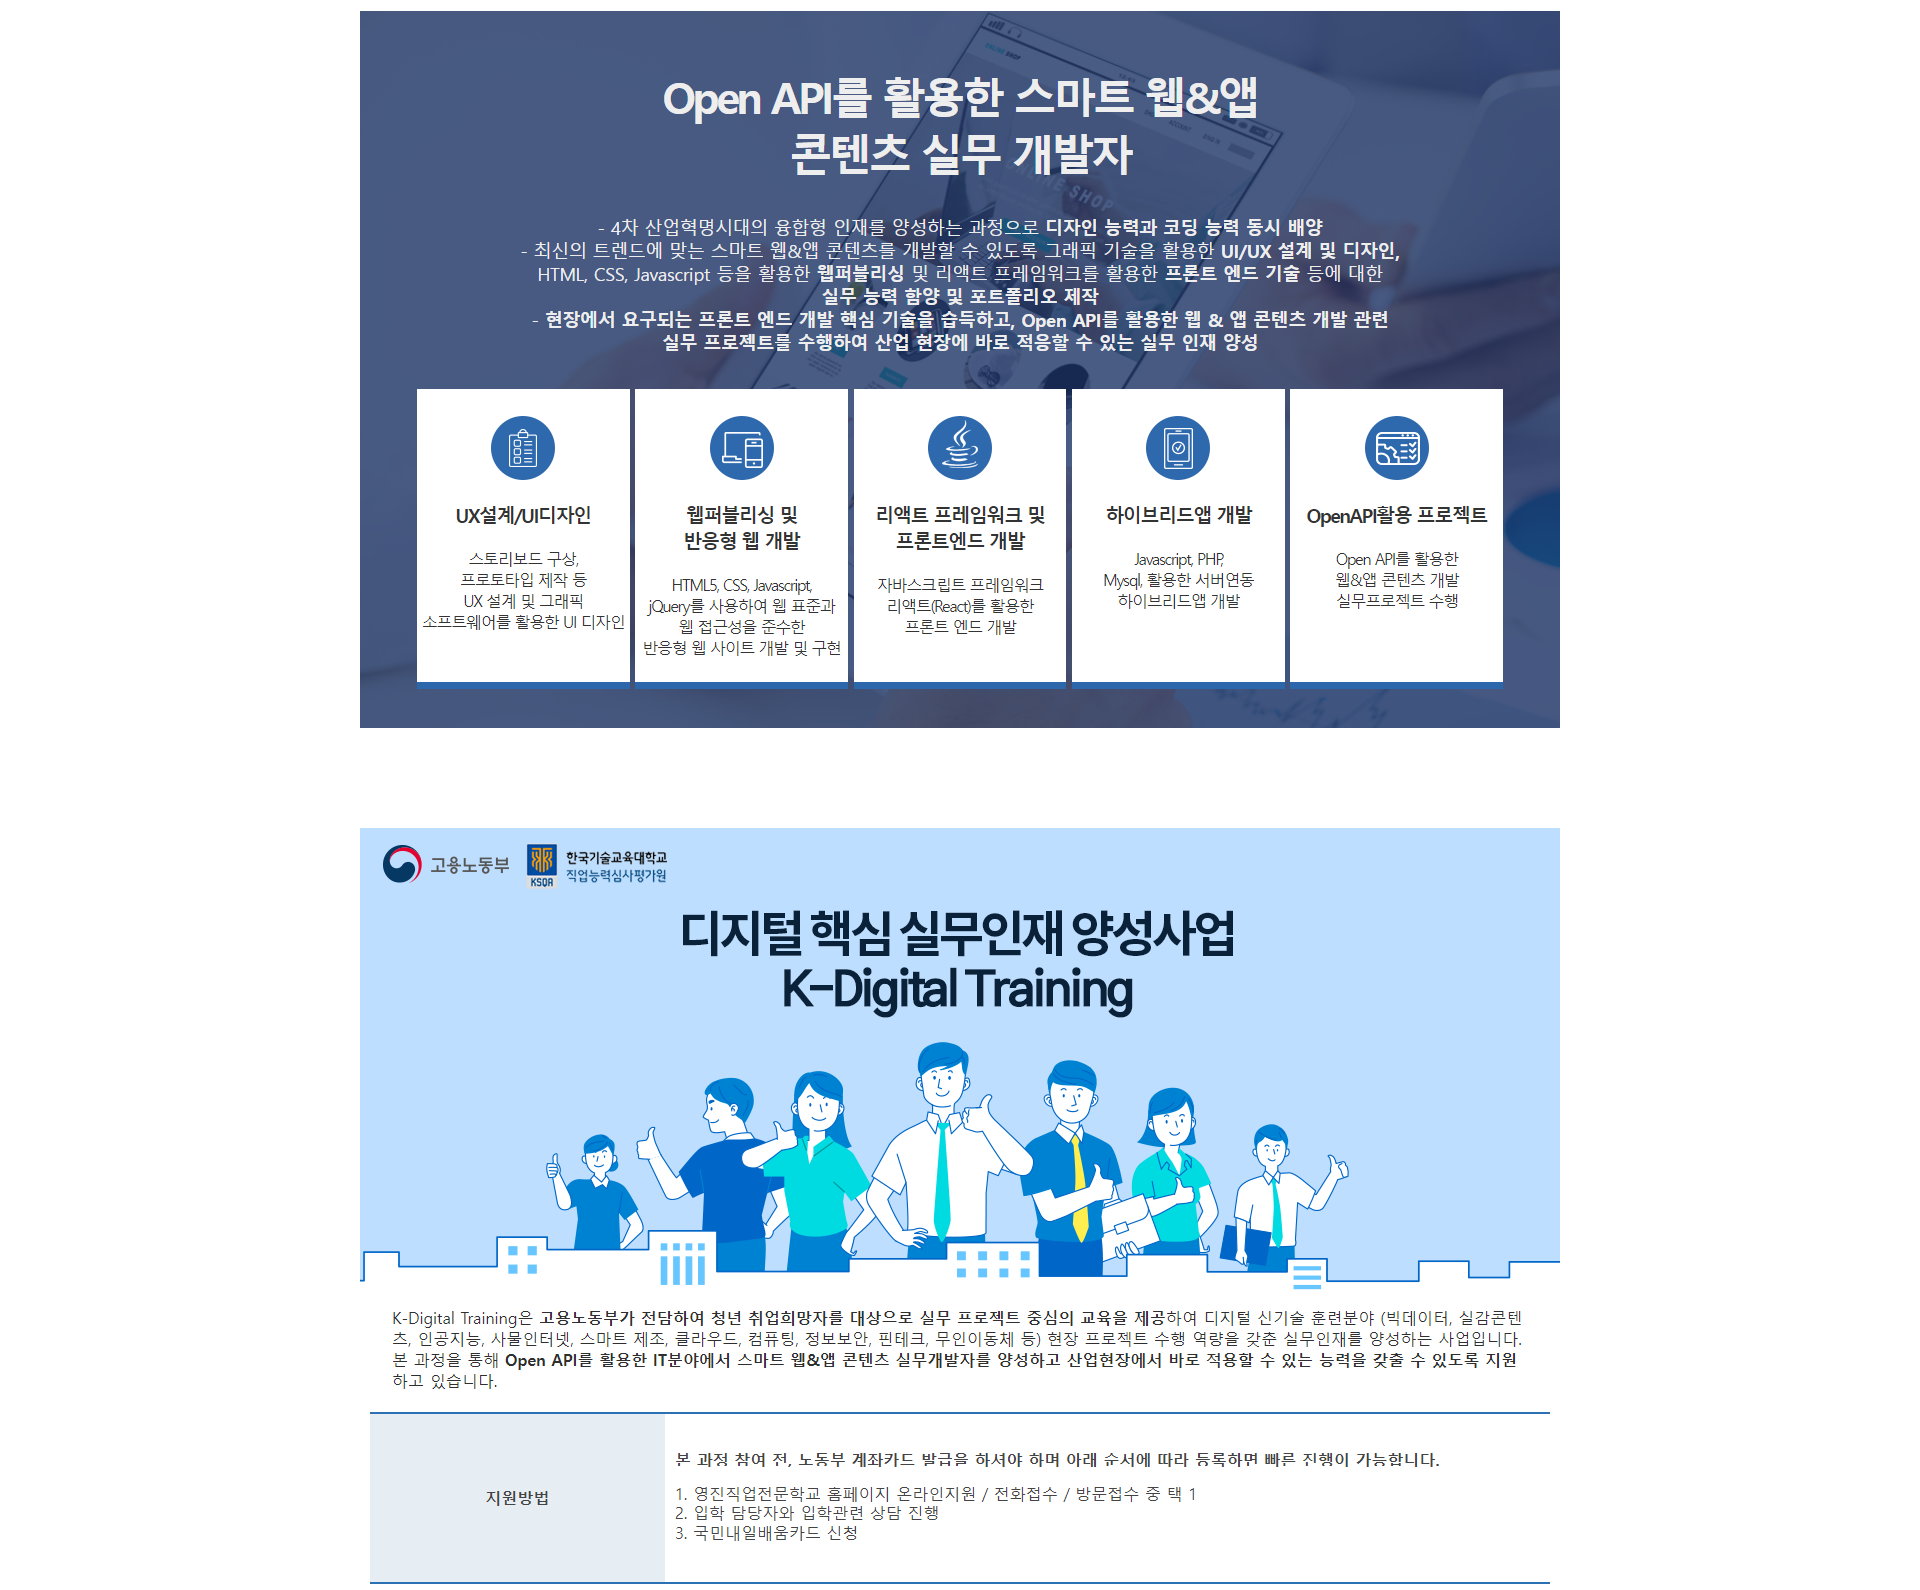 Open API를 활용한 스마트 웹&앱
콘텐츠 실무 개발자
- 4차 산업혁명시대의 융합형 인재를 양성하는 과정으로 디자인 능력과 코딩 능력 동시 배양
- 최신의 트렌드에 맞는 스마트 웹&앱 콘텐츠를 개발할 수 있도록 그래픽 기술을 활용한 UI/UX 설계 및 디자인,
HTML, CSS, Javascript 등을 활용한 웹퍼블리싱 및 리액트 프레임워크를 활용한 프론트 엔드 기술 등에 대한
실무 능력 함양 및 포트폴리오 제작
- 현장에서 요구되는 프론트 엔드 개발 핵심 기술을 습득하고, Open API를 활용한 웹 & 앱 콘텐츠 개발 관련
실무 프로젝트를 수행하여 산업 현장에 바로 적응할 수 있는 실무 인재 양성
UX설계/UI디자인
스토리보드 구상,
프로토타입 제작 등
UX 설계 및 그래픽
소프트웨어를 활용한 UI 디자인
웹퍼블리싱 및
반응형 웹 개발
HTML5, CSS, Javascript,
jQuery를 사용하여 웹 표준과
웹 접근성을 준수한
반응형 웹 사이트 개발 및 구현
리액트 프레임워크 및
프론트엔드 개발
자바스크립트 프레임워크
리액트(React)를 활용한
프론트 엔드 개발
하이브리드앱 개발
Javascript, PHP,
Mysql, 활용한 서버연동
하이브리드앱 개발
OpenAPI활용 프로젝트
Open API를 활용한
웹&앱 콘텐츠 개발
실무프로젝트 수행
ONLINE SHOP
고용노동부
KSQA
한국기술교육대학교
직업능력심사평가원
디지털 핵심 실무인재 양성사업
K-Digital Training
K-Digital Training은 고용노동부가 전담하여 청년 취업희망자를 대상으로 실무 프로젝트 중심의 교육을 제공하여 디지털 신기술 훈련분야 (빅데이터, 실감콘텐
츠, 인공지능, 사물인터넷, 스마트 제조, 클라우드, 컴퓨팅, 정보보안, 핀테크, 무인이동체 등) 현장 프로젝트 수행 역량을 갖춘 실무인재를 양성하는 사업입니다.
본 과정을 통해 Open API를 활용한 IT분야에서 스마트 웹&앱 콘텐츠 실무개발자를 양성하고 산업현장에서 바로 적용할 수 있는 능력을 갖출 수 있도록 지원
하고 있습니다.
지원방법
본 과정 참여 전, 노동부 계좌카드 발급을 하셔야 하며 아래 순서에 따라 등록하면 빠른 진행이 가능합니다.
1. 영진직업전문학교 홈페이지 온라인지원 / 전화접수 / 방문접수 중 택 1
2. 입학 담당자와 입학관련 상담 진행
3. 국민내일배움카드 신청